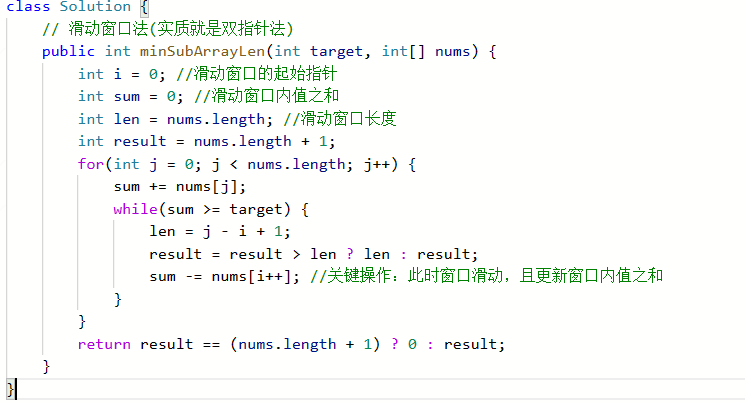 class Solution {
    // 滑动窗口法(实质就是双指针法)
    public int minSubArrayLen(int target, int[] nums) {
        int i = 0; //滑动窗口的起始指针
        int sum = 0; //滑动窗口内值之和
        int len = nums.length; //滑动窗口长度
        int result = nums.length + 1;
        for(int j = 0; j < nums.length; j++) {
            sum += nums[j];
            while(sum >= target) {
                len = j - i + 1;
                result = result > len ? len : result;
                sum -= nums[i++]; //关键操作：此时窗口滑动，且更新窗口内值之和
            }
        }
        return result == (nums.length + 1) ? 0 : result;
    }
}